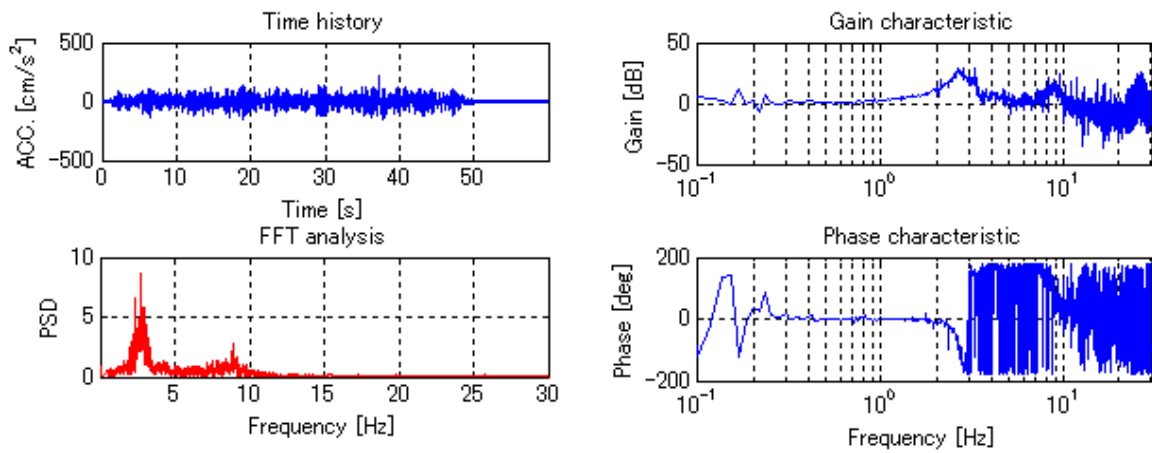 Time history
ACC. [cm/s²]
500
0
−500
0 10 20 30 40 50
Time [s]
Gain characteristic
Gain [dB]
50
0
−50
10⁻¹ 10⁰ 10¹
FFT analysis
PSD
10
5
0
5 10 15 20 25 30
Frequency [Hz]
Phase characteristic
Phase [deg]
200
0
−200
10⁻¹ 10⁰ 10¹
Frequency [Hz]